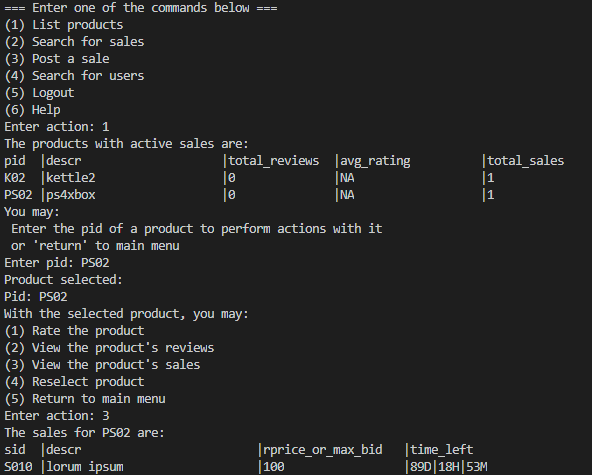 === Enter one of the commands below ===
(1) List products
(2) Search for sales
(3) Post a sale
(4) Search for users
(5) Logout
(6) Help
Enter action: 1
The products with active sales are:
pid |descr |total_reviews |avg_rating |total_sales
K02 |kettle2 |0 |NA |1
PS02 |ps4xbox |0 |NA |1
You may:
Enter the pid of a product to perform actions with it
or 'return' to main menu
Enter pid: PS02
Product selected:
Pid: PS02
With the selected product, you may:
(1) Rate the product
(2) View the product's reviews
(3) View the product's sales
(4) Reselect product
(5) Return to main menu
Enter action: 3
The sales for PS02 are:
sid |descr |rprice_or_max_bid |time_left
S010 |lorum ipsum |100 |89D|18H|53M